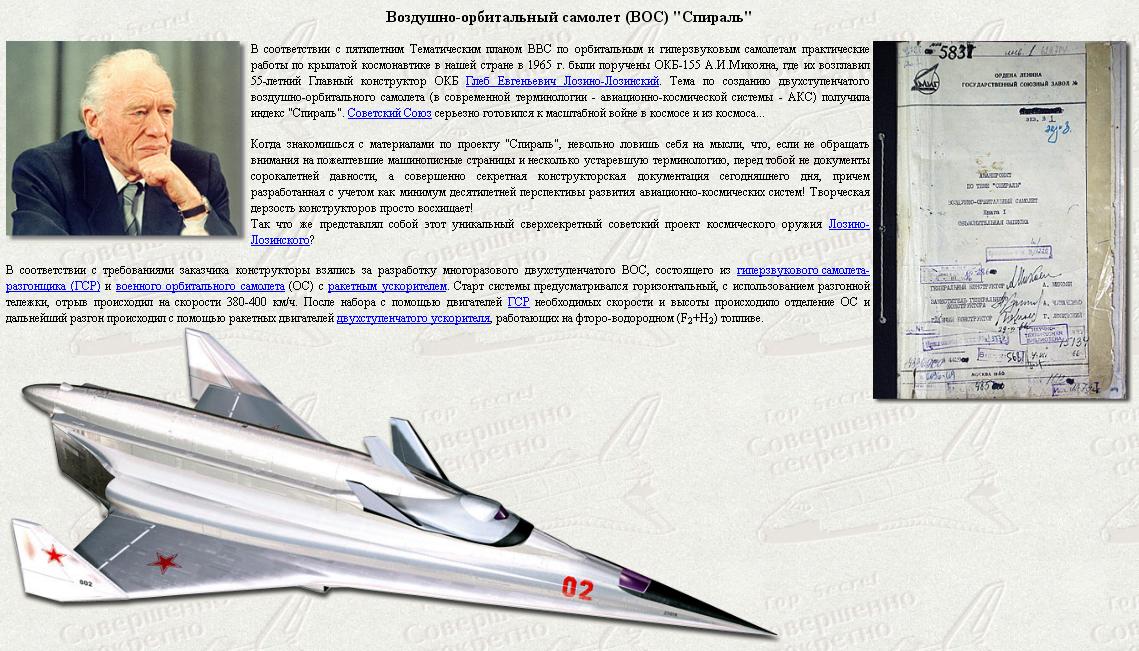 Воздушно-орбитальный самолет (ВОС) "Спираль"
В соответствии с пятилетним Тематическим планом ВВС по орбитальным и гиперзвуковым самолетам практические
работы по крылатой космонавтике в нашей стране в 1965 г. были поручены ОКБ-155 А.И.Микояна, где их возглавил
55-летний Главный конструктор ОКБ Глеб Евгеньевич Лозино-Лозинский. Тема по созданию двухступенчатого
воздушно-орбитального самолета (в современной терминологии - авиационно-космической системы - АКС) получила
индекс "Спираль". Советский Союз серьезно готовился к масштабной войне в космосе и из космоса...
Когда знакомишься с материалами по проекту "Спираль", невольно ловишь себя на мысли, что, если не обращать
внимания на пожелтевшие машинописные страницы и несколько устаревшую терминологию, перед тобой не документы
сорокалетней давности, а совершенно секретная конструкторская документация сегодняшнего дня, причем
разработанная с учетом как минимум десятилетней перспективы развития авиационно-космических систем! Творческая
дерзость конструкторов просто восхищает!
Так что же представлял собой этот уникальный сверхсекретный советский проект космического оружия Лозино-
Лозинского?
В соответствии с требованиями заказчика конструкторы взялись за разработку многоразового двухступенчатого ВОС, состоящего из гиперзвукового самолета-
разгонщика (ГСР) и военного орбитального самолета (ОС) с ракетным ускорителем. Старт системы предусматривался горизонтальный, с использованием разгонной
тележки, отрыв происходил на скорости 380-400 км/ч. После набора с помощью двигателей ГСР необходимых скорости и высоты происходило отделение ОС и
дальнейший разгон происходил с помощью ракетных двигателей двухступенчатого ускорителя, работающих на фторо-водородном (F2+H2) топливе.
5831
ОРДЕНА ЛЕНИНА
ГОСУДАРСТВЕННЫЙ СОЮЗНЫЙ ЗАВОД №
АВАНПРОЕКТ
ПО ТЕМЕ "СПИРАЛЬ"
ВОЗДУШНО-ОРБИТАЛЬНЫЙ САМОЛЕТ
Книга I
ОБЪЯСНИТЕЛЬНАЯ ЗАПИСКА
ГЕНЕРАЛЬНЫЙ КОНСТРУКТОР
А. МИКОЯН
ЗАМЕСТИТЕЛЬ ГЕНЕРАЛЬНОГО
КОНСТРУКТОРА
ГЛАВНЫЙ КОНСТРУКТОР
002
02
Совершенно
секретно
Top secret